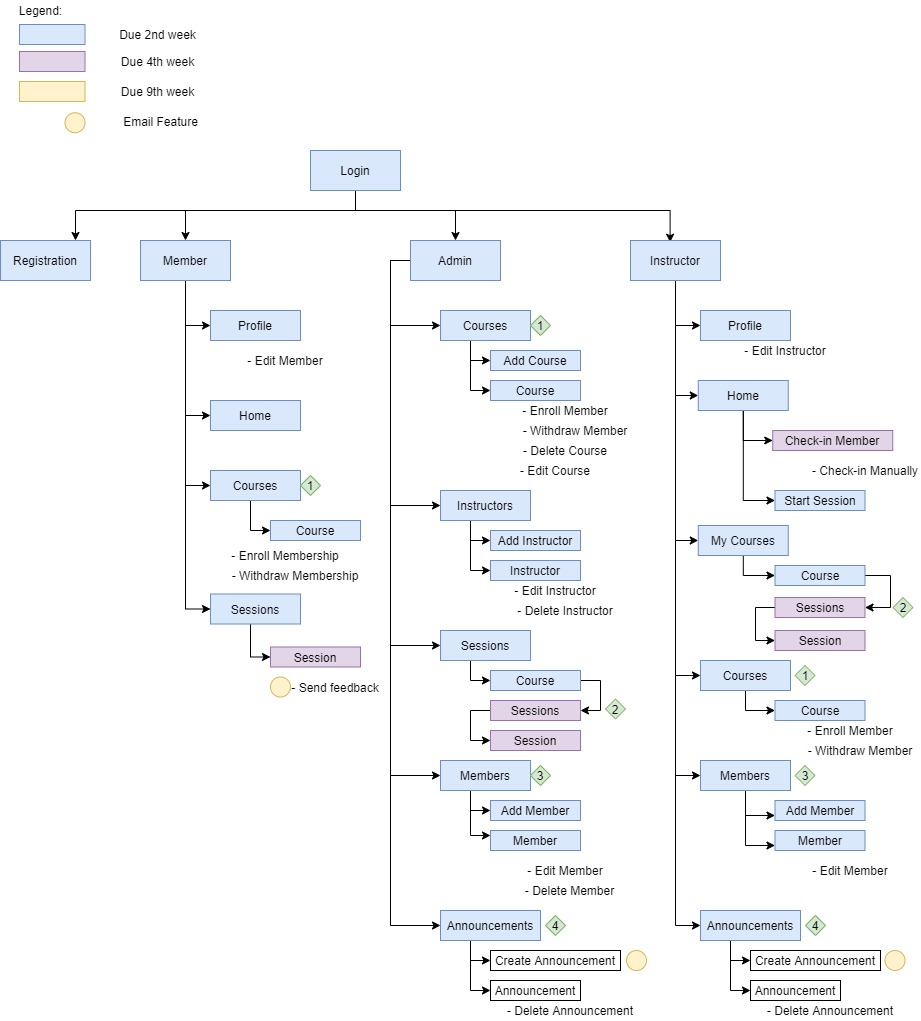 Legend:
Due 2nd week
Due 4th week
Due 9th week
Email Feature
Login
Registration
Member
Admin
Instructor
Profile
- Edit Member
Home
Courses
1
Course
- Enroll Membership
- Withdraw Membership
Sessions
Session
- Send feedback
Courses
1
Add Course
Course
- Enroll Member
- Withdraw Member
- Delete Course
- Edit Course
Instructors
Add Instructor
Instructor
- Edit Instructor
- Delete Instructor
Sessions
Course
Sessions
2
Session
Members
3
Add Member
Member
- Edit Member
- Delete Member
Announcements
4
Create Announcement
Announcement
- Delete Announcement
Profile
- Edit Instructor
Home
Check-in Member
- Check-in Manually
Start Session
My Courses
Course
Sessions
2
Session
Courses
1
Course
- Enroll Member
- Withdraw Member
Members
3
Add Member
Member
- Edit Member
Announcements
4
Create Announcement
Announcement
- Delete Announcement